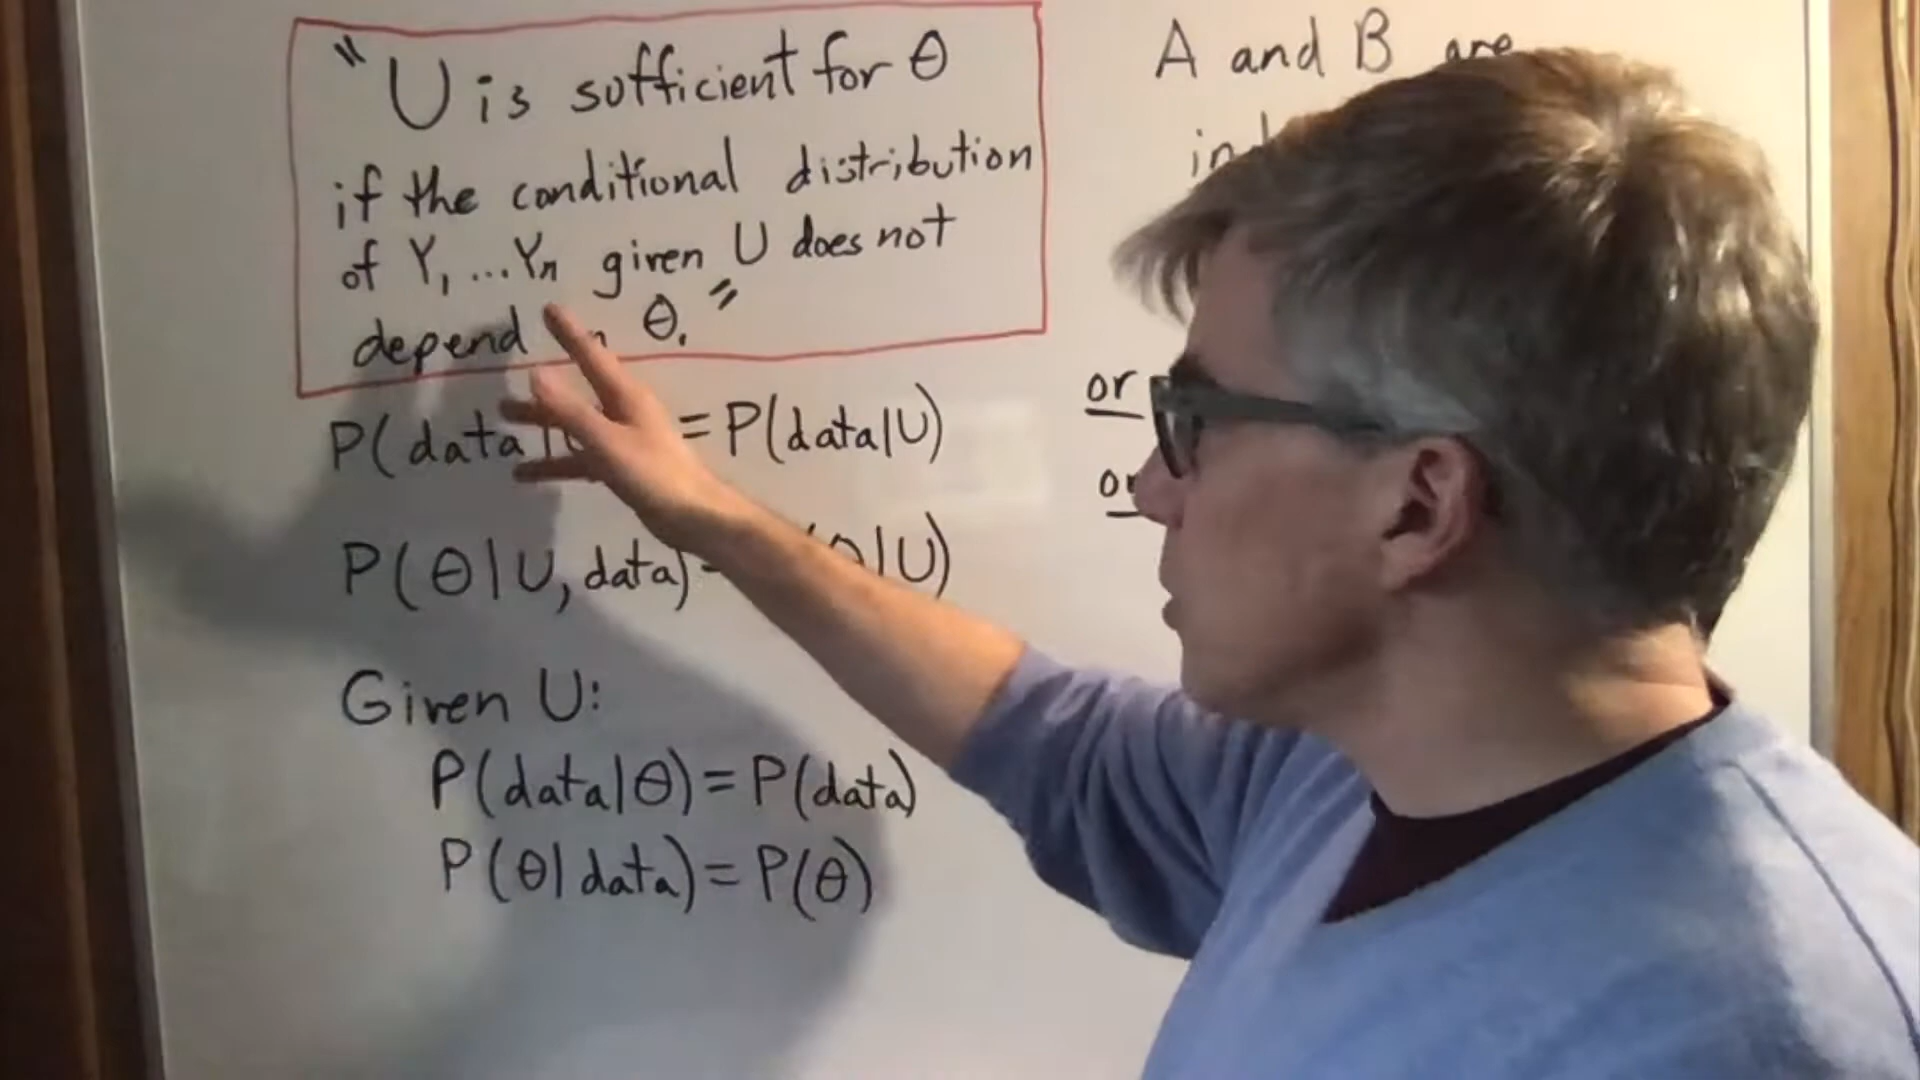 "U is sufficient for θ
if the conditional distribution
of Y₁ ... Yₙ given U does not
depend θ."
P(data | = P(data|U)
P(θ|U, data) |U)
Given U:
P(data|θ) = P(data)
P(θ|data) = P(θ)
A and B are
or